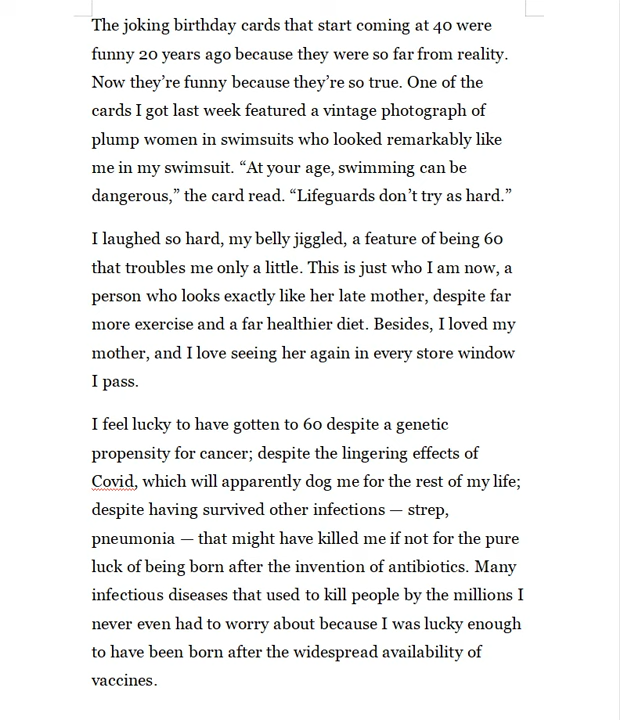 The joking birthday cards that start coming at 40 were
funny 20 years ago because they were so far from reality.
Now they’re funny because they’re so true. One of the
cards I got last week featured a vintage photograph of
plump women in swimsuits who looked remarkably like
me in my swimsuit. “At your age, swimming can be
dangerous,” the card read. “Lifeguards don’t try as hard.”
I laughed so hard, my belly jiggled, a feature of being 60
that troubles me only a little. This is just who I am now, a
person who looks exactly like her late mother, despite far
more exercise and a far healthier diet. Besides, I loved my
mother, and I love seeing her again in every store window
I pass.
I feel lucky to have gotten to 60 despite a genetic
propensity for cancer; despite the lingering effects of
Covid, which will apparently dog me for the rest of my life;
despite having survived other infections — strep,
pneumonia — that might have killed me if not for the pure
luck of being born after the invention of antibiotics. Many
infectious diseases that used to kill people by the millions I
never even had to worry about because I was lucky enough
to have been born after the widespread availability of
vaccines.